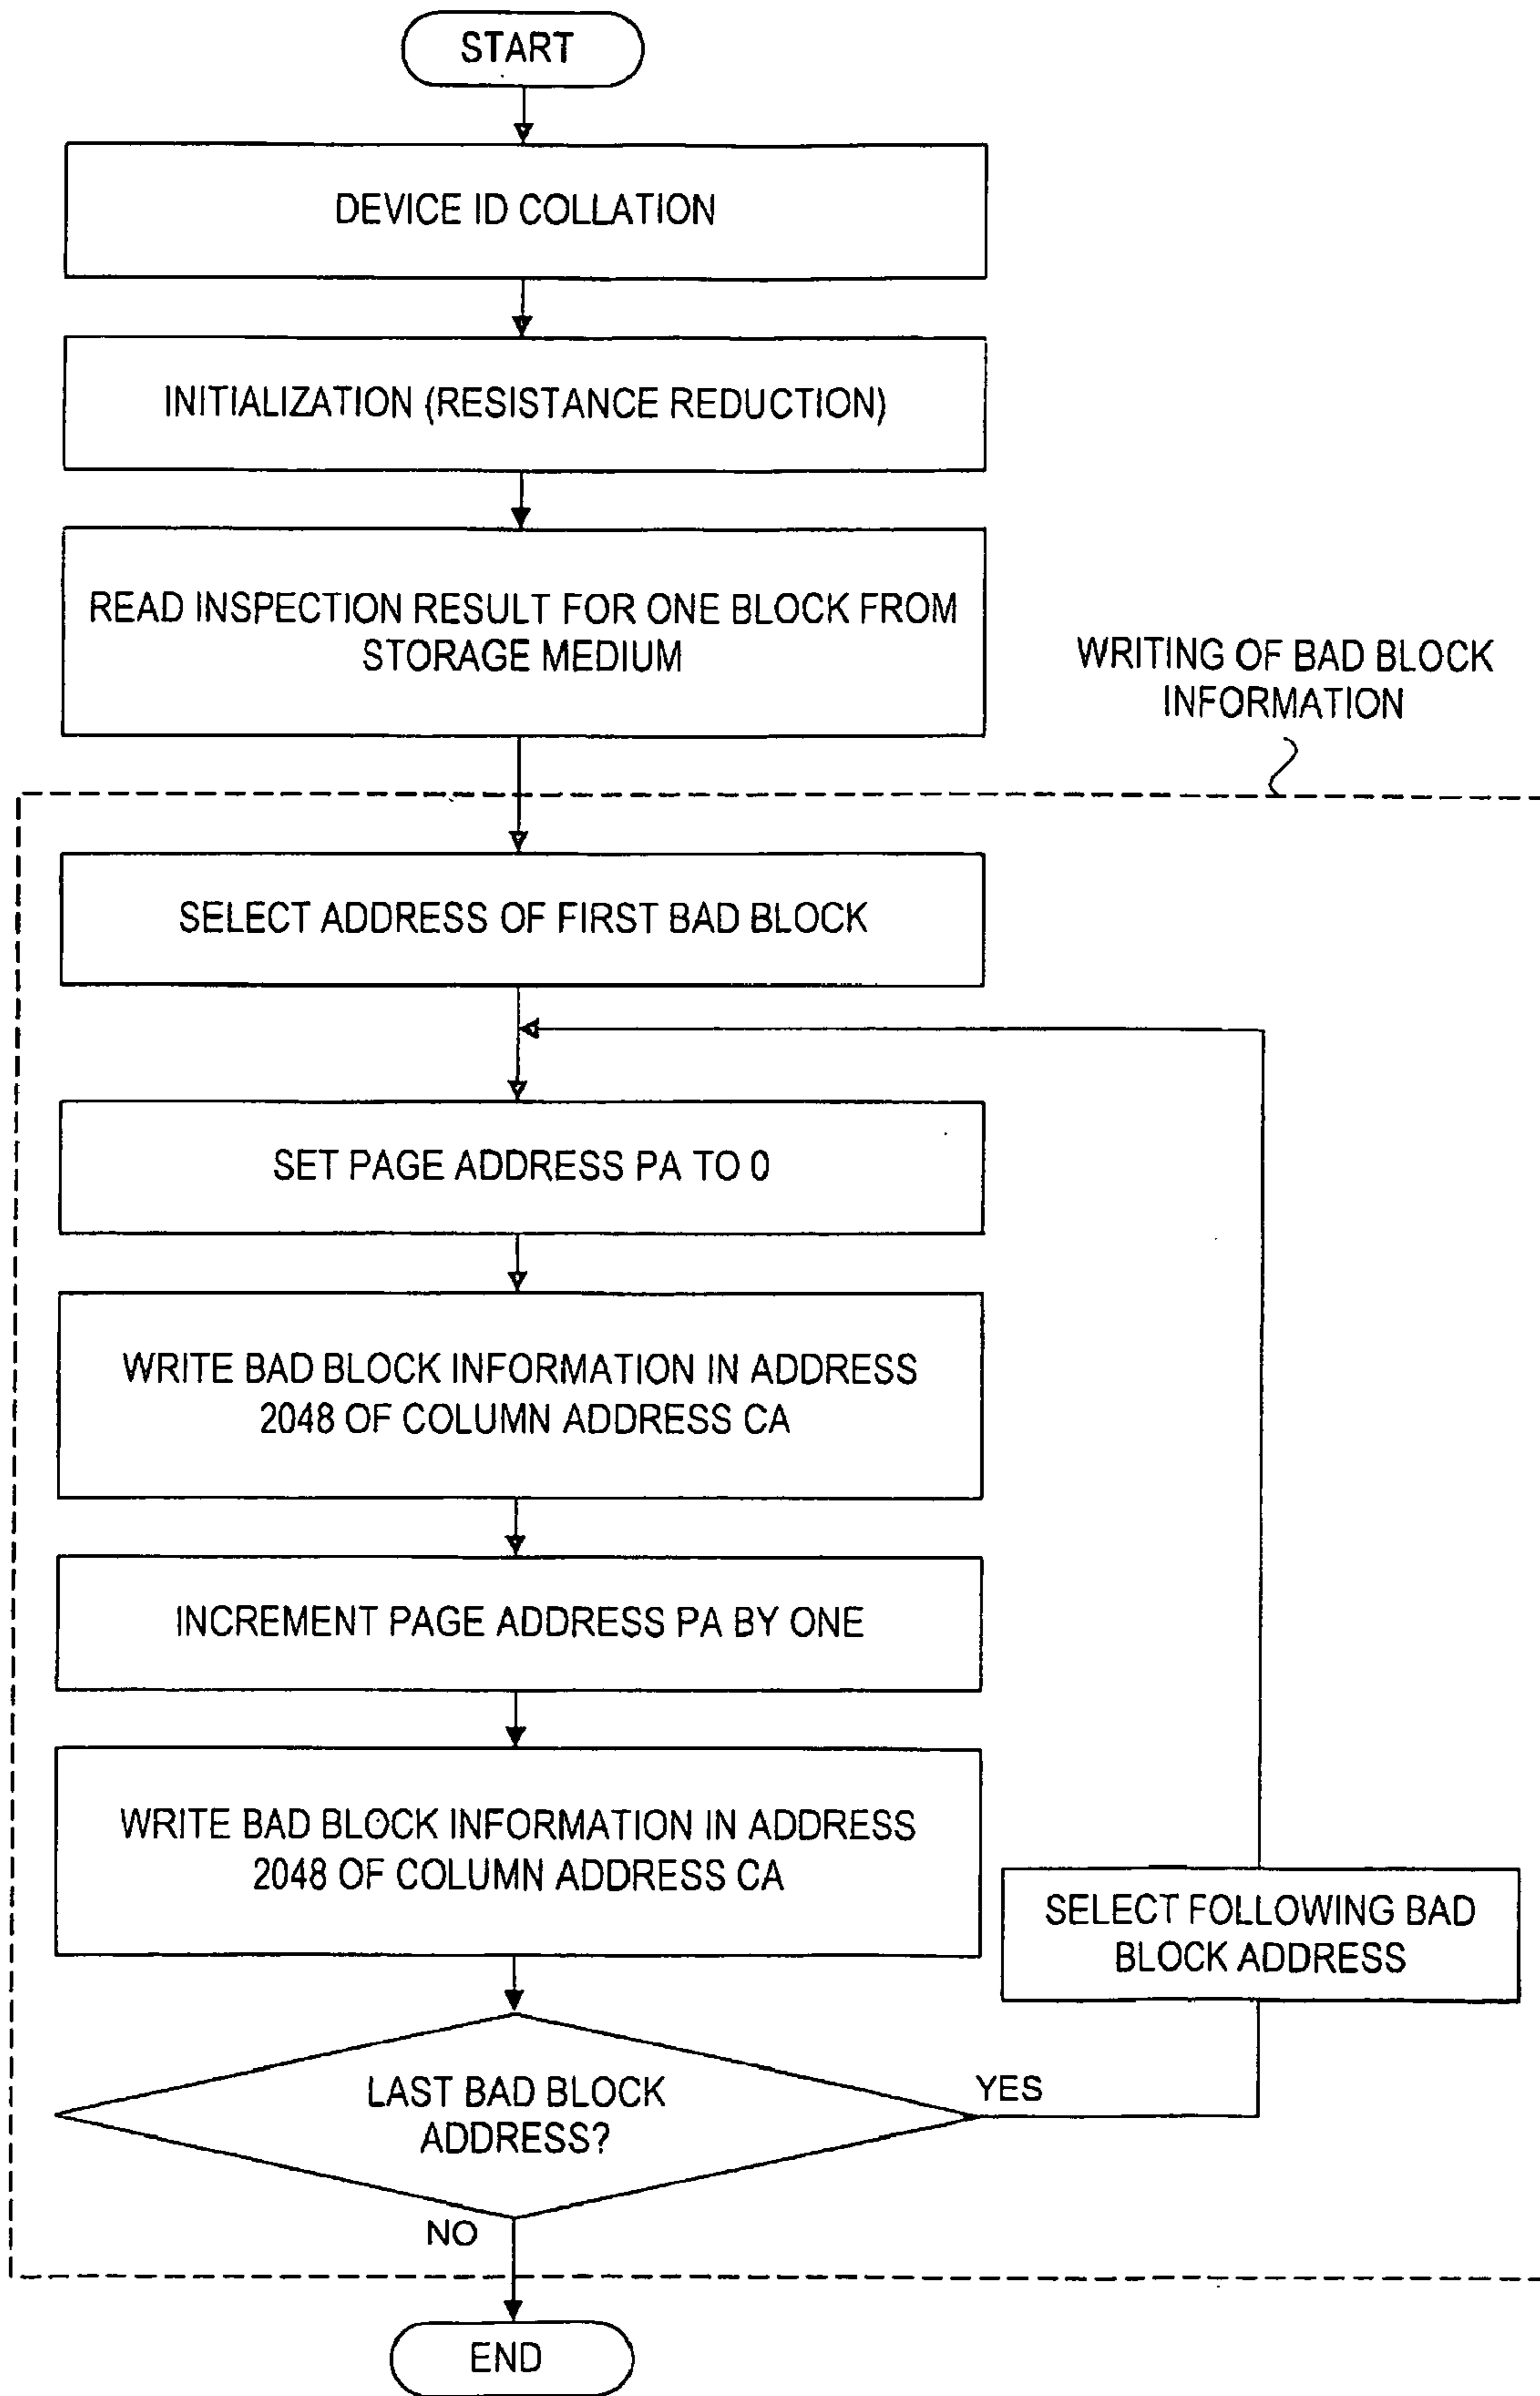 START
DEVICE ID COLLATION
INITIALIZATION (RESISTANCE REDUCTION)
READ INSPECTION RESULT FOR ONE BLOCK FROM
STORAGE MEDIUM
WRITING OF BAD BLOCK
INFORMATION
SELECT ADDRESS OF FIRST BAD BLOCK
SET PAGE ADDRESS PA TO 0
WRITE BAD BLOCK INFORMATION IN ADDRESS
2048 OF COLUMN ADDRESS CA
INCREMENT PAGE ADDRESS PA BY ONE
WRITE BAD BLOCK INFORMATION IN ADDRESS
2048 OF COLUMN ADDRESS CA
SELECT FOLLOWING BAD
BLOCK ADDRESS
LAST BAD BLOCK
ADDRESS?
YES
NO
END